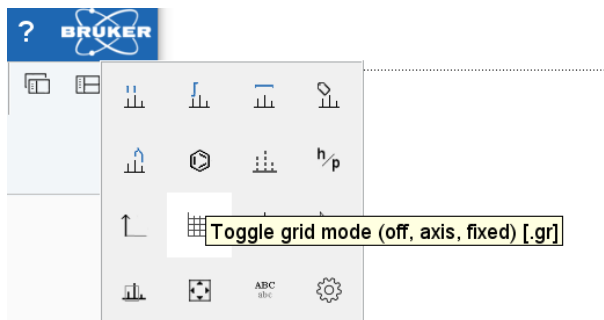 ?
BRUKER
h/p
Toggle grid mode (off, axis, fixed) [.gr]
ABC
abc